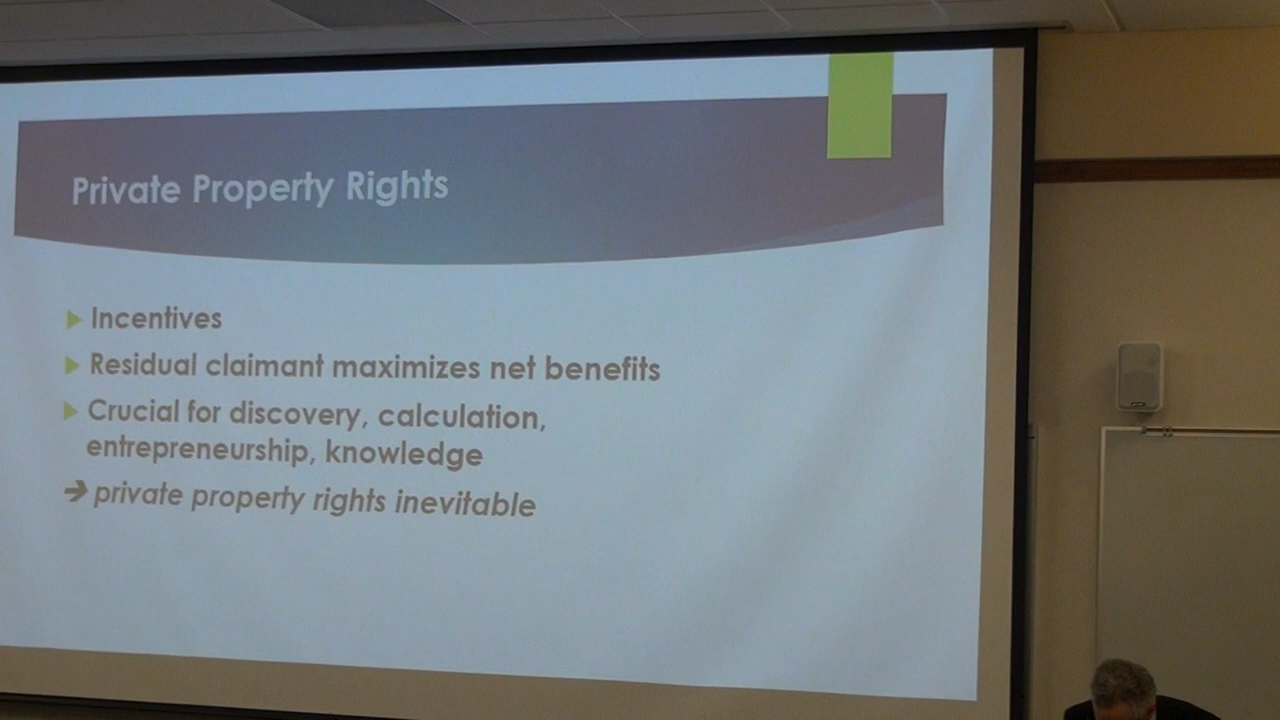 Private Property Rights
Incentives
Residual claimant maximizes net benefits
Crucial for discovery, calculation,
entrepreneurship, knowledge
➔ private property rights inevitable